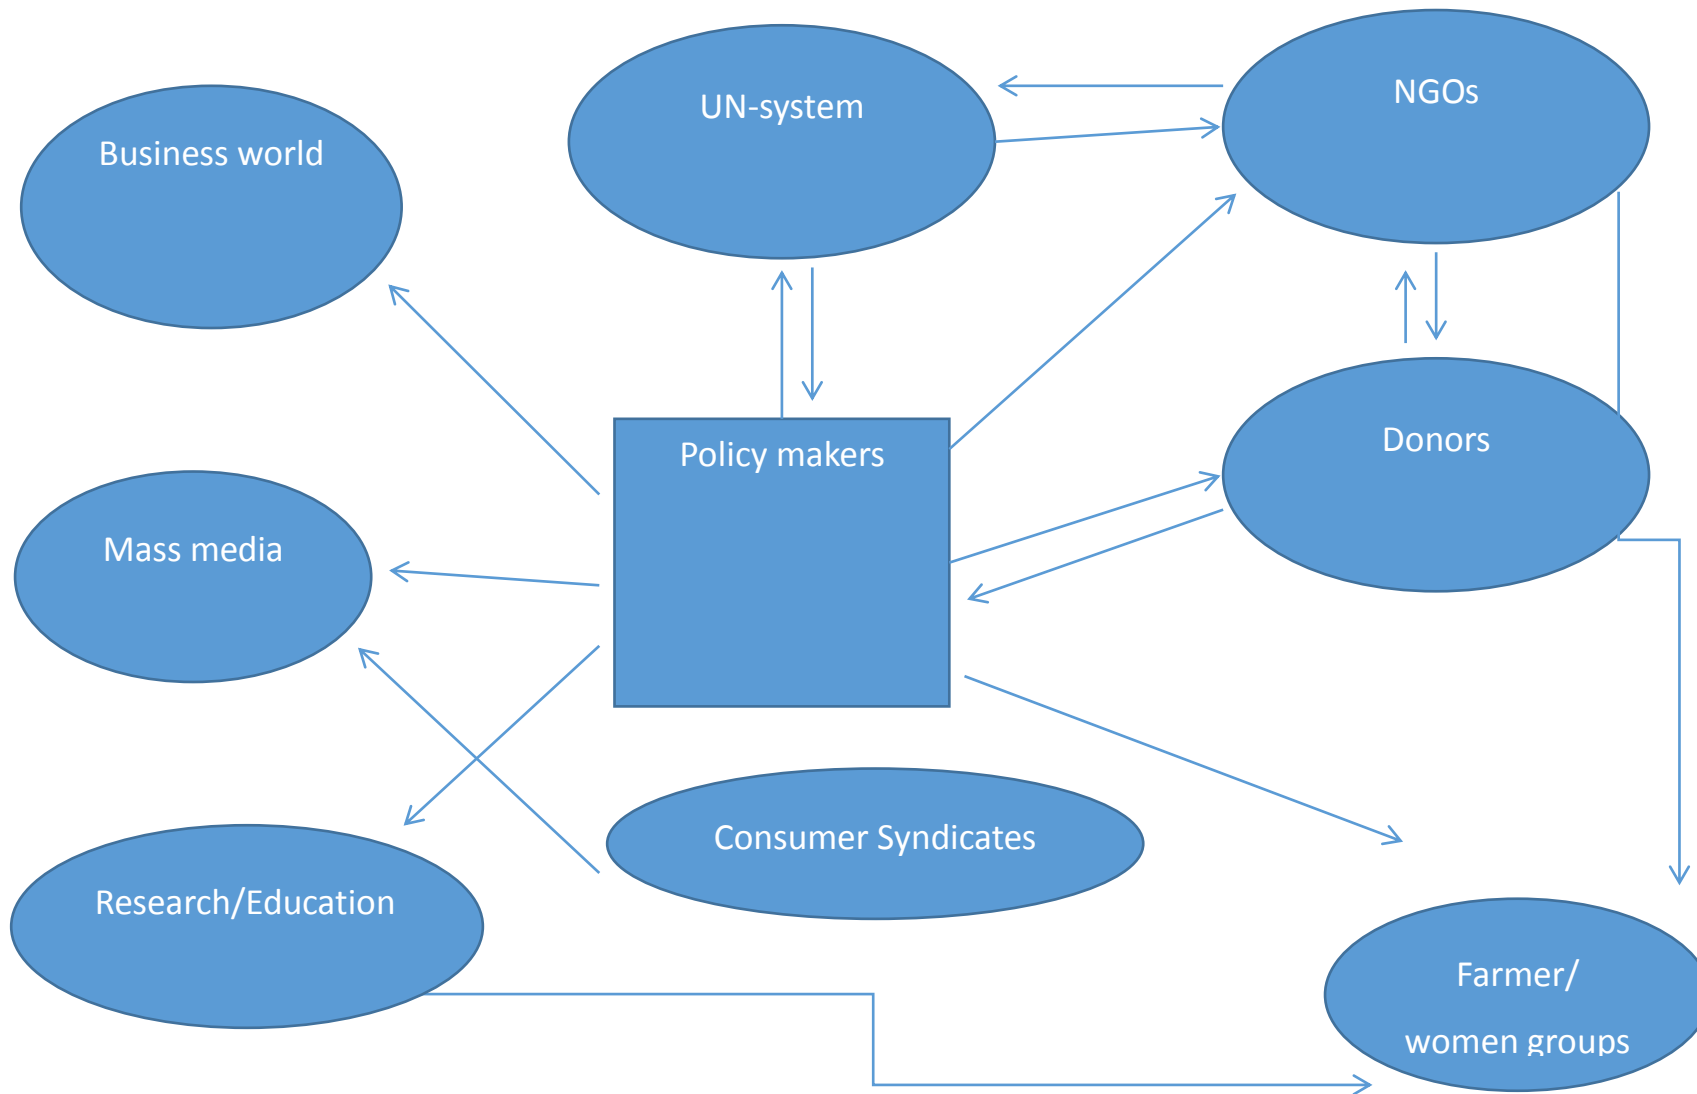 NGOs
UN-system
Business world
Donors
Policy makers
Mass media
Consumer Syndicates
Research/Education
Farmer/
women groups